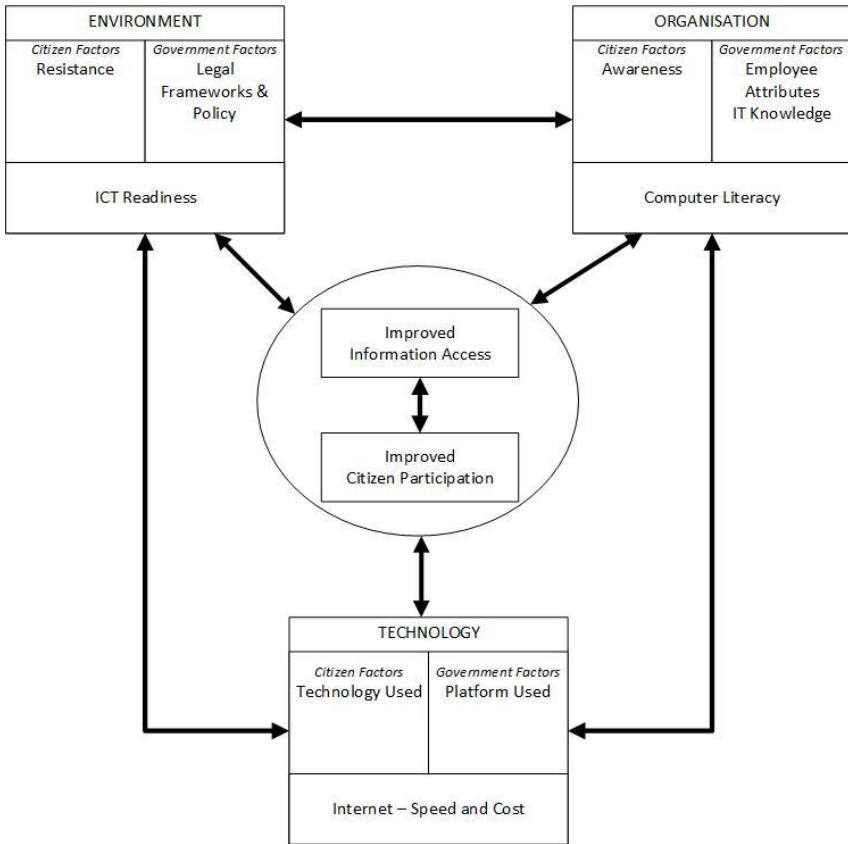 ENVIRONMENT
Citizen Factors
Resistance
Government Factors
Legal
Frameworks &
Policy
ICT Readiness
ORGANISATION
Citizen Factors
Awareness
Government Factors
Employee
Attributes
IT Knowledge
Computer Literacy
Improved
Information Access
Improved
Citizen Participation
TECHNOLOGY
Citizen Factors
Technology Used
Government Factors
Platform Used
Internet – Speed and Cost